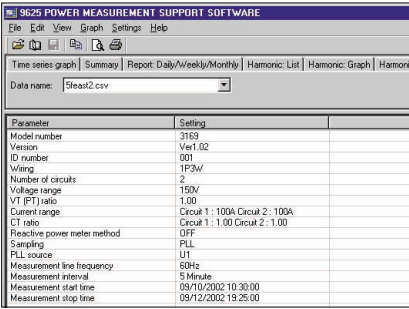 9625 POWER MEASUREMENT SUPPORT SOFTWARE
File Edit View Graph Settings Help
Time series graph Summary Report: Daily/Weekly/Monthly Harmonic: List Harmonic: Graph Harmoni
Data name: 5feast2.csv
Parameter Setting
Model number 3169
Version Ver1.02
ID number 001
Wiring 1P3W
Number of circuits 2
Voltage range 150V
VT (PT) ratio 1.00
Current range Circuit 1 : 100A Circuit 2 : 100A
CT ratio Circuit 1 : 1.00 Circuit 2 : 1.00
Reactive power meter method OFF
Sampling PLL
PLL source U1
Measurement line frequency 60Hz
Measurement interval 5 Minute
Measurement start time 09/10/2002 10:30:00
Measurement stop time 09/12/2002 19:25:00